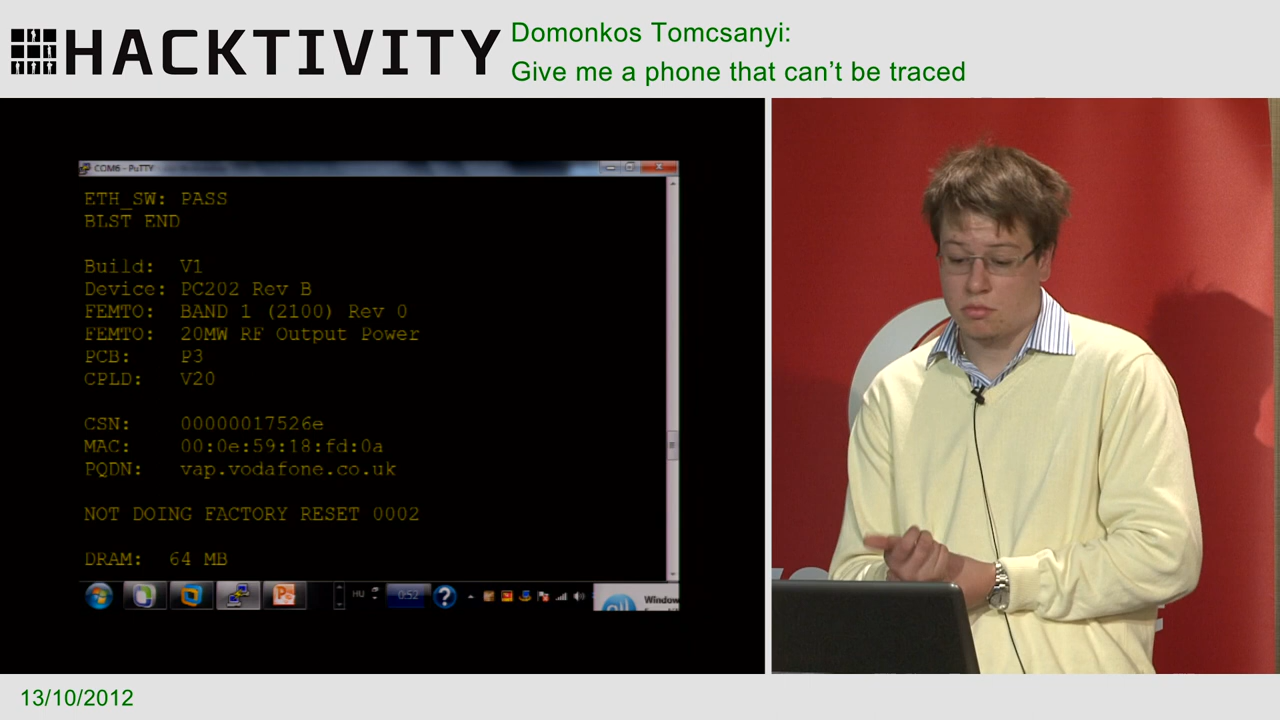 HACKTIVITY
Domonkos Tomcsanyi:
Give me a phone that can't be traced
COM6 - PuTTY
ETH_SW: PASS
BLST END
Build: V1
Device: PC202 Rev B
FEMTO: BAND 1 (2100) Rev 0
FEMTO: 20MW RF Output Power
PCB: P3
CPLD: V20
CSN: 00000017526e
MAC: 00:0e:59:18:fd:0a
PQDN: vap.vodafone.co.uk
NOT DOING FACTORY RESET 0002
DRAM: 64 MB
HU
0:52
Window
13/10/2012